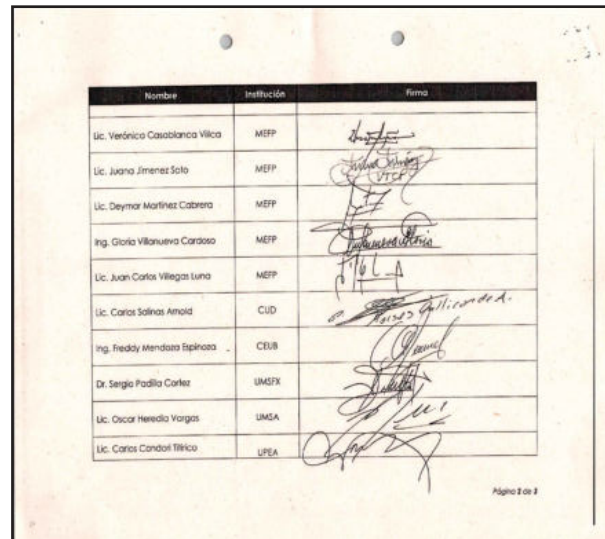 Nombre Institución Firma
Lic. Verónica Casablanca Vilca MEFP
Lic. Juana Jimenez Soto MEFP
VTCF
Lic. Deymar Martínez Cabrera MEFP
Ing. Gloria Villanueva Cardoso MEFP
Lic. Juan Carlos Villegas Luna MEFP
Lic. Carlos Salinas Arnold CUD
Ing. Freddy Mendoza Espinoza CEUB
Dr. Sergio Padilla Cortez UMSFX
Lic. Oscar Heredia Vargas UMSA
Lic. Carlos Condori Titirico UPEA
Página 2 de 3